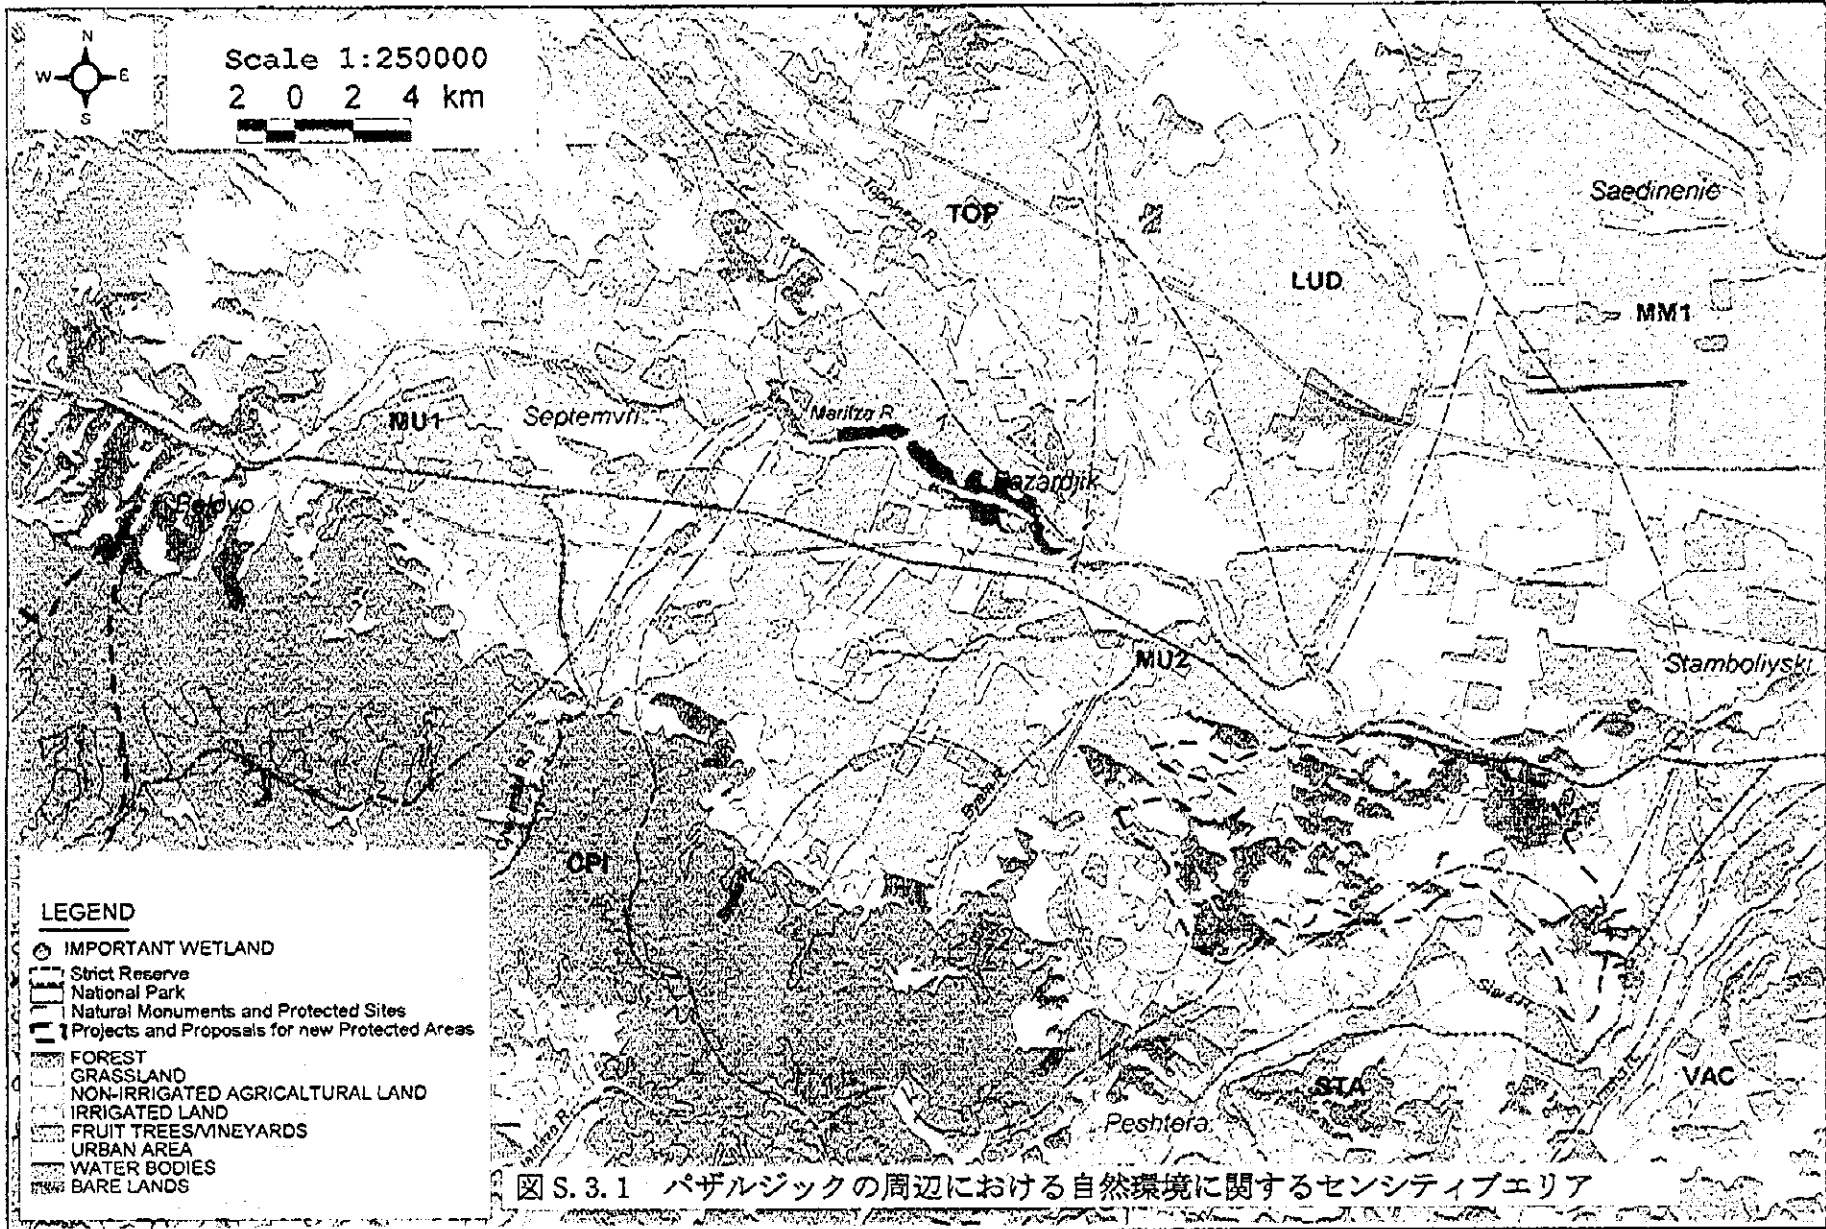 N
W E
S
Scale 1:250000
2 0 2 4 km
Saedinenie
Topolnitza R.
TOP
LUD
MM1
MU1
Septemvri
Maritza R.
Pazardjik
Belovo
MU2
Stamboliyski
CPI
LEGEND
IMPORTANT WETLAND
Strict Reserve
National Park
Natural Monuments and Protected Sites
Projects and Proposals for new Protected Areas
FOREST
GRASSLAND
NON-IRRIGATED AGRICALTURAL LAND
IRRIGATED LAND
FRUIT TREES/VINEYARDS
URBAN AREA
WATER BODIES
BARE LANDS
STA
VAC
Peshtera
図 S.3.1 パザルジックの周辺における自然環境に関するセンシティブエリア